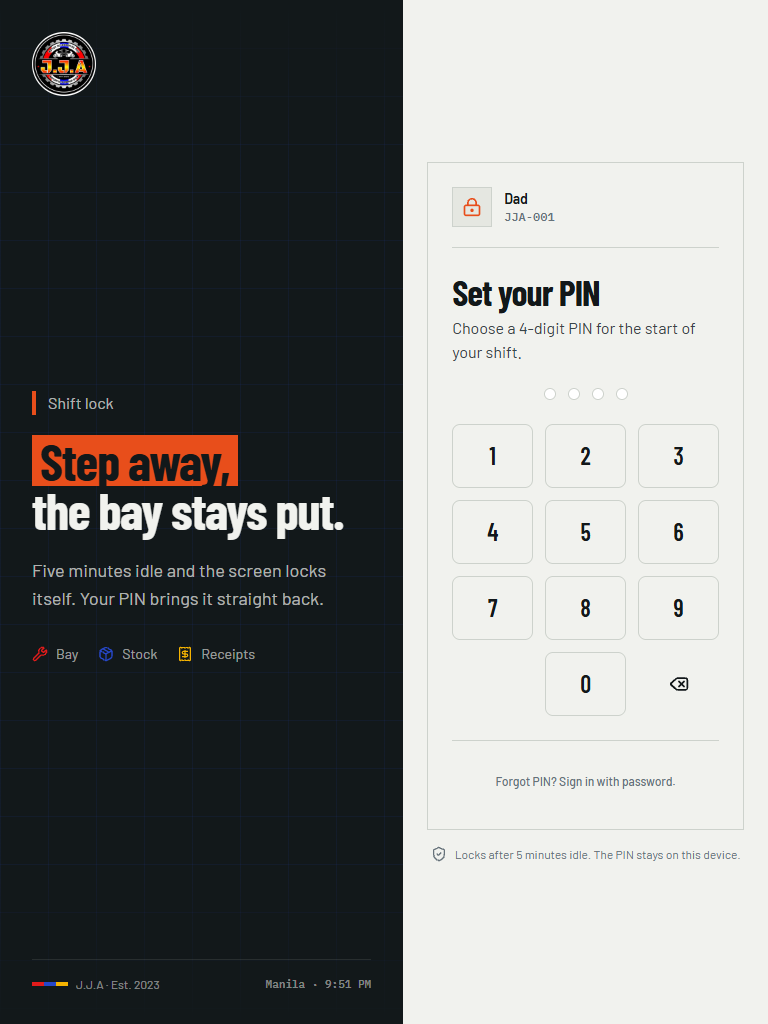 J.J.A
Shift lock
Step away,
the bay stays put.
Five minutes idle and the screen locks
itself. Your PIN brings it straight back.
Bay
Stock
Receipts
J.J.A · Est. 2023
Manila · 9:51 PM
Dad
JJA-001
Set your PIN
Choose a 4-digit PIN for the start of
your shift.
1 2 3
4 5 6
7 8 9
0
Forgot PIN? Sign in with password.
Locks after 5 minutes idle. The PIN stays on this device.